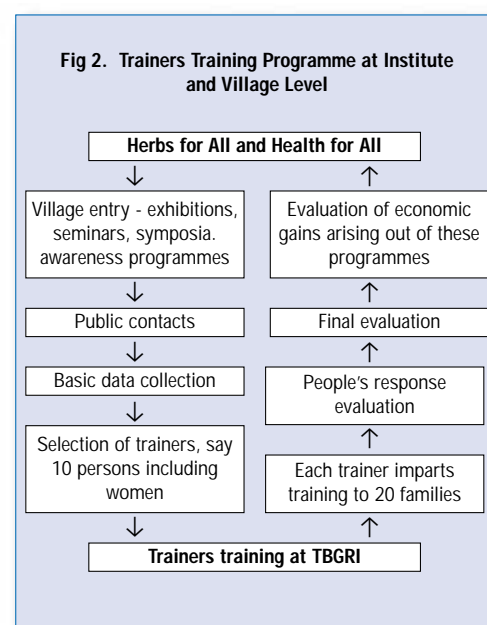 Fig 2. Trainers Training Programme at Institute
and Village Level
Herbs for All and Health for All
↓
Village entry - exhibitions,
seminars, symposia.
awareness programmes
↓
Public contacts
↓
Basic data collection
↓
Selection of trainers, say
10 persons including
women
↓
Trainers training at TBGRI
↑
Each trainer imparts
training to 20 families
↑
People's response
evaluation
↑
Final evaluation
↑
Evaluation of economic
gains arising out of these
programmes
↑